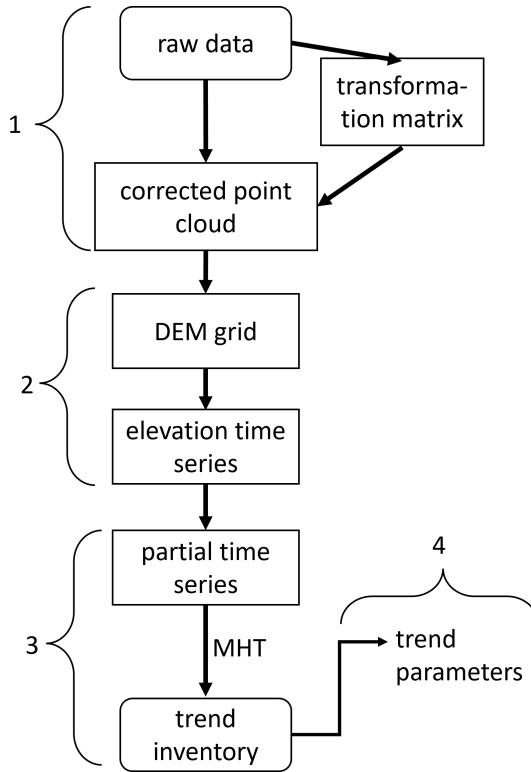 raw data
transforma-
tion matrix
1
corrected point
cloud
DEM grid
2
elevation time
series
partial time
series
4
3
MHT
trend
parameters
trend
inventory